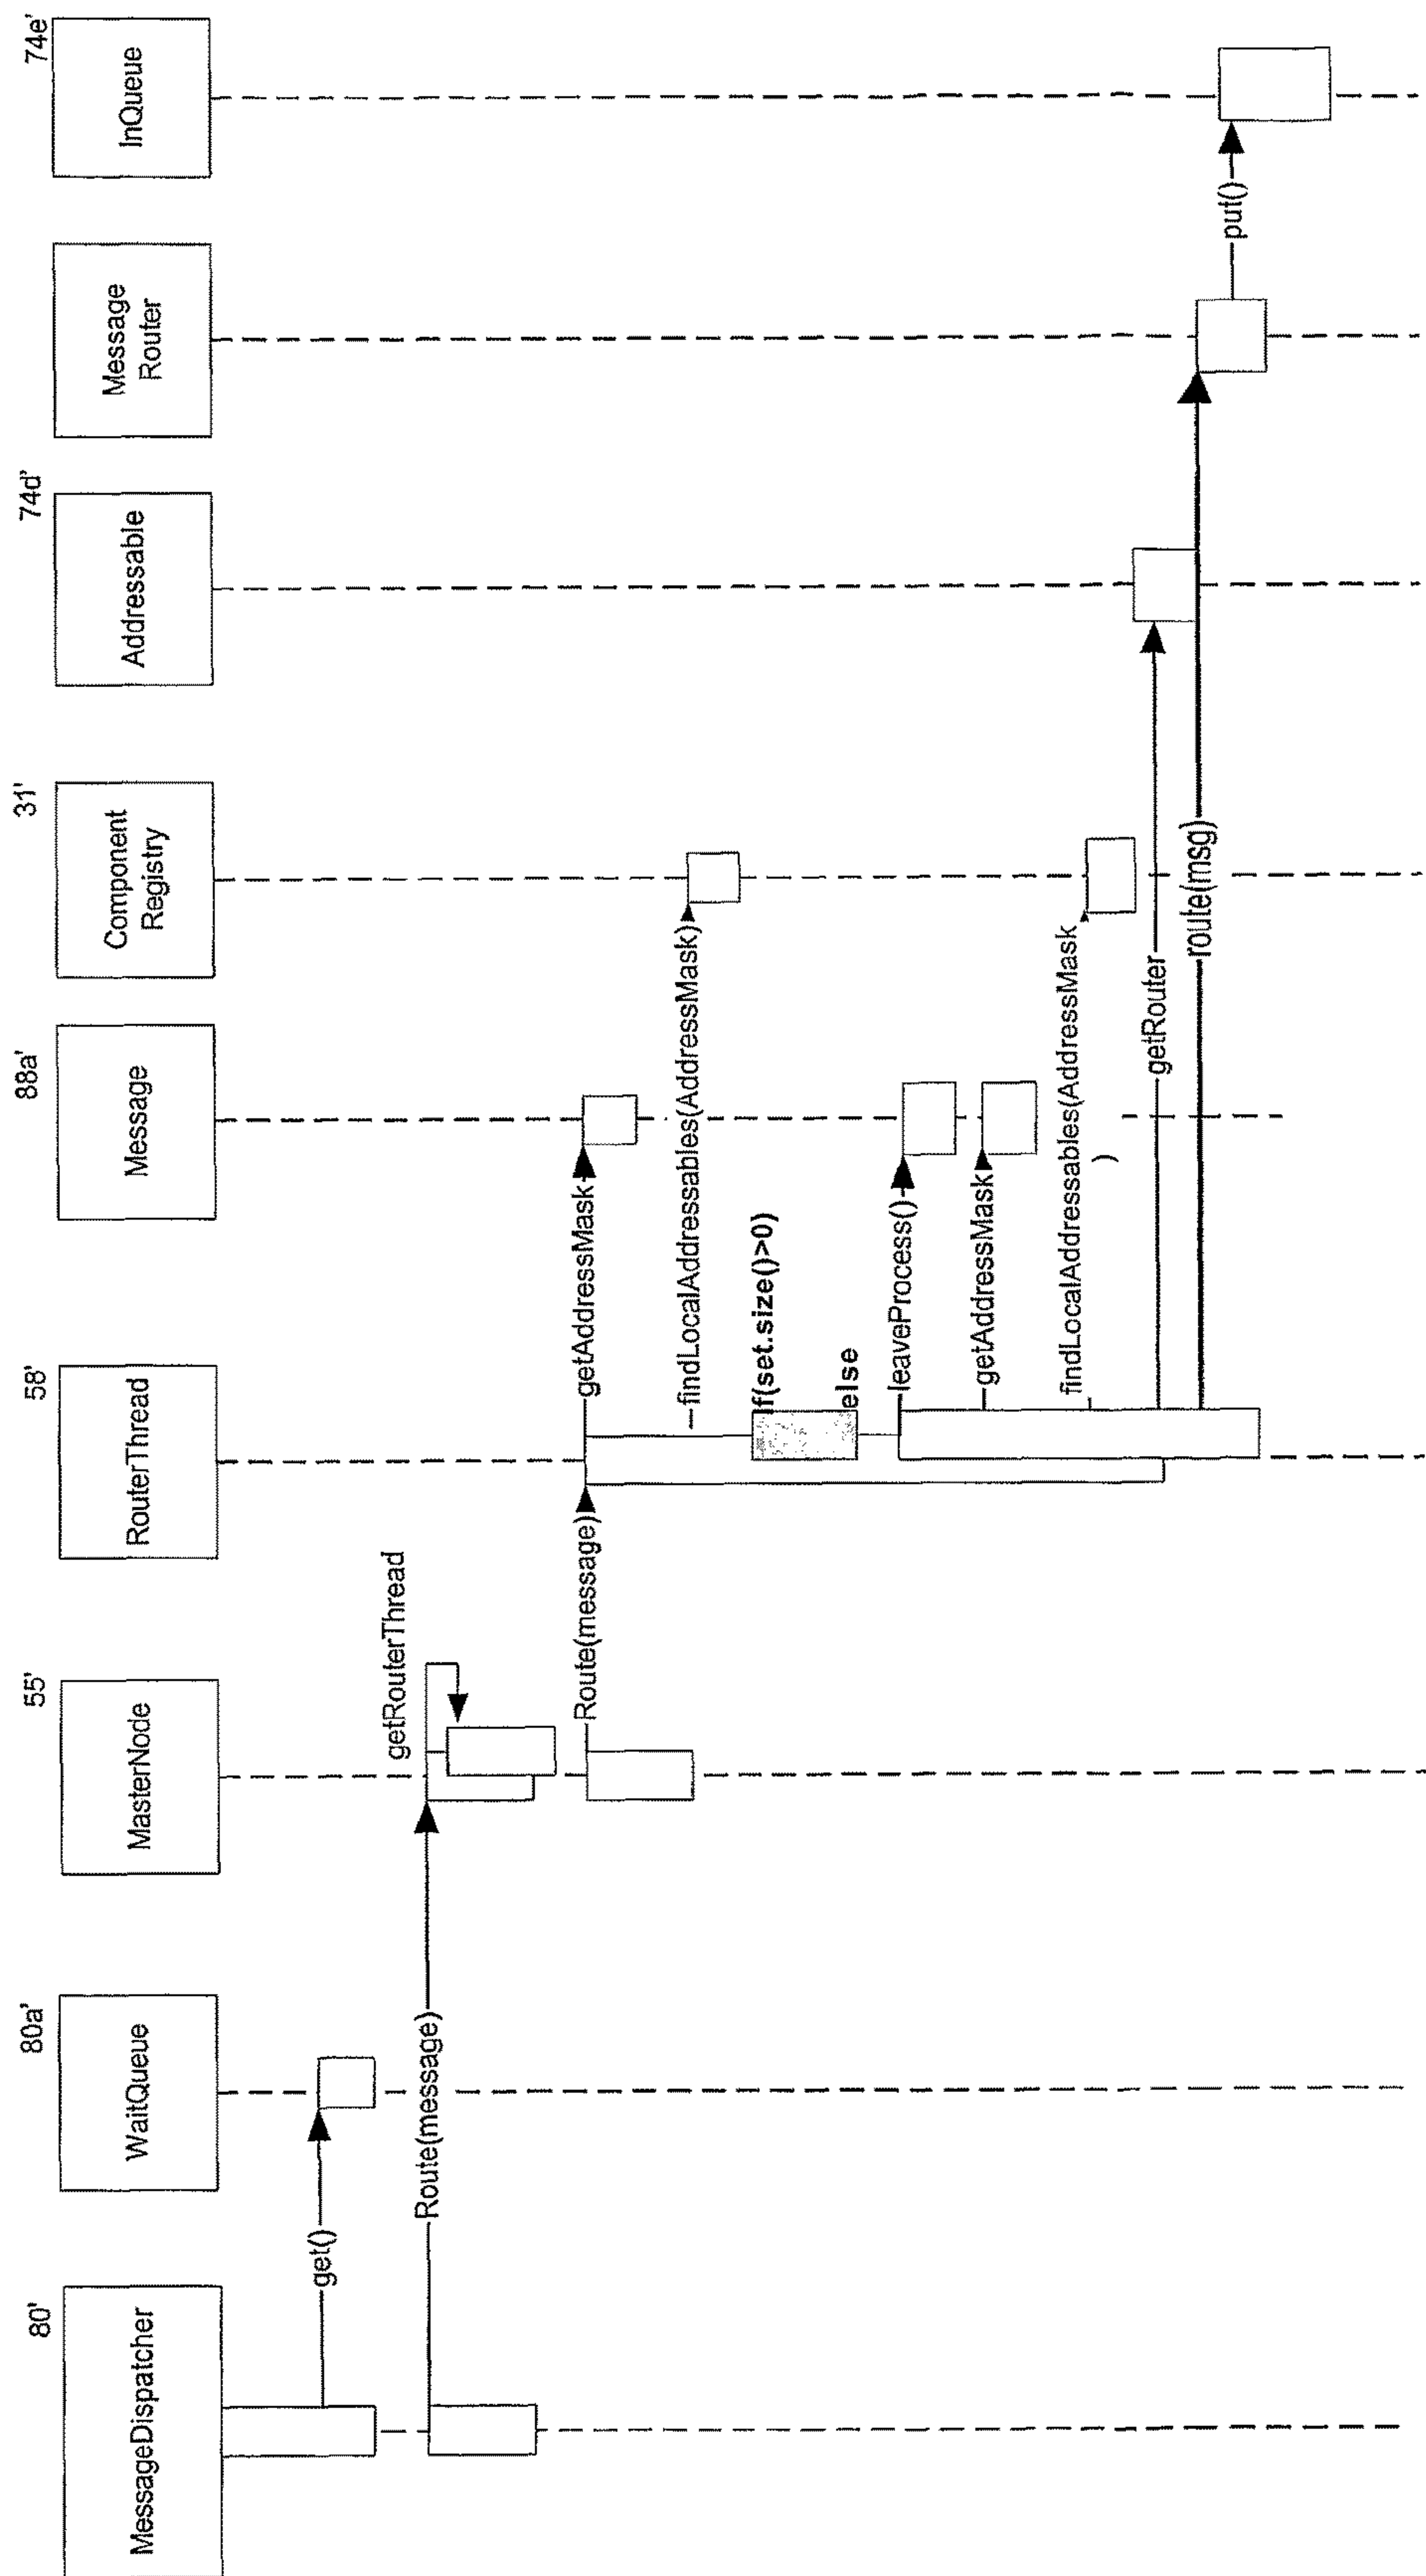 80'
80a'
55'
58'
88a'
31'
74d'
74e'
MessageDispatcher
WaitQueue
MasterNode
RouterThread
Message
Component
Registry
Addressable
Message
Router
InQueue
get()
getRouterThread
Route(message)
Route(message)
getAddressMask
findLocalAddressables(AddressMask)
if(set.size()>0)
else
leaveProcess()
getAddressMask
findLocalAddressables(AddressMask
)
getRouter
route(msg)
put()